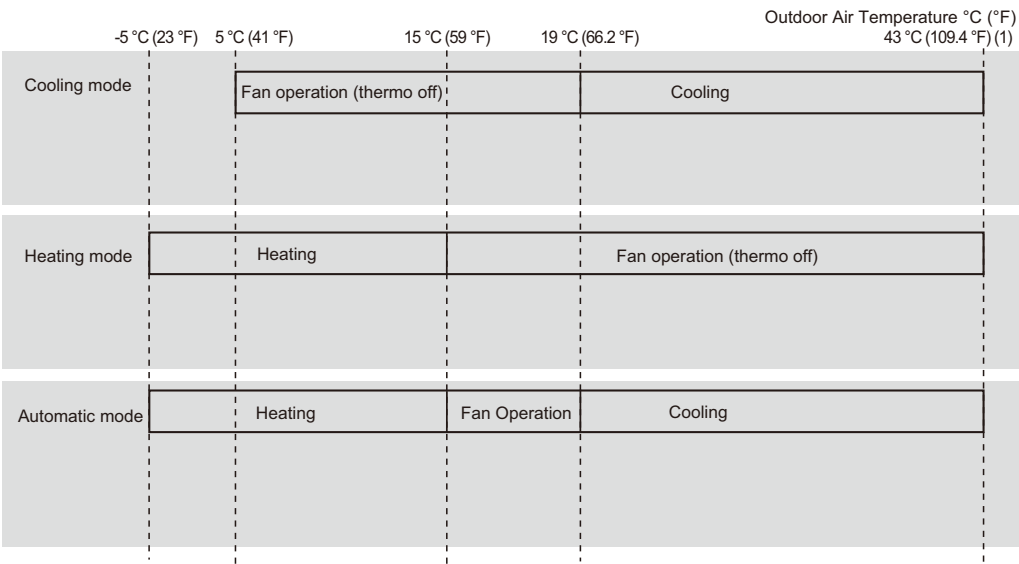 Outdoor Air Temperature °C (°F)
-5 °C (23 °F) 5 °C (41 °F) 15 °C (59 °F) 19 °C (66.2 °F) 43 °C (109.4 °F) (1)
Cooling mode Fan operation (thermo off) Cooling
Heating mode Heating Fan operation (thermo off)
Automatic mode Heating Fan Operation Cooling